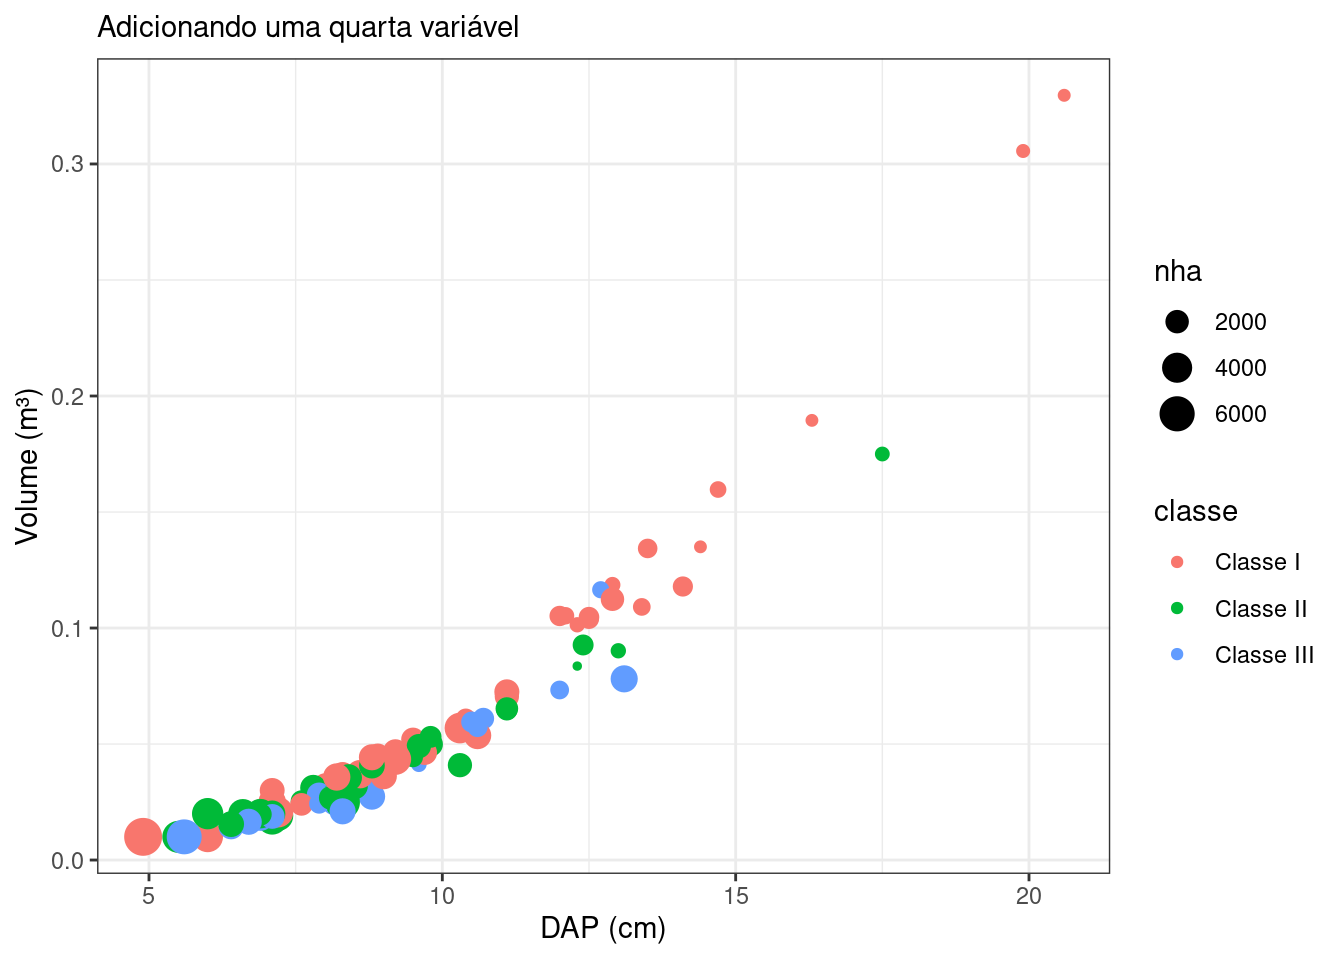 Adicionando uma quarta variável
0.3
0.2
0.1
0.0
Volume (m³)
5
10
15
20
DAP (cm)
nha
2000
4000
6000
classe
Classe I
Classe II
Classe III